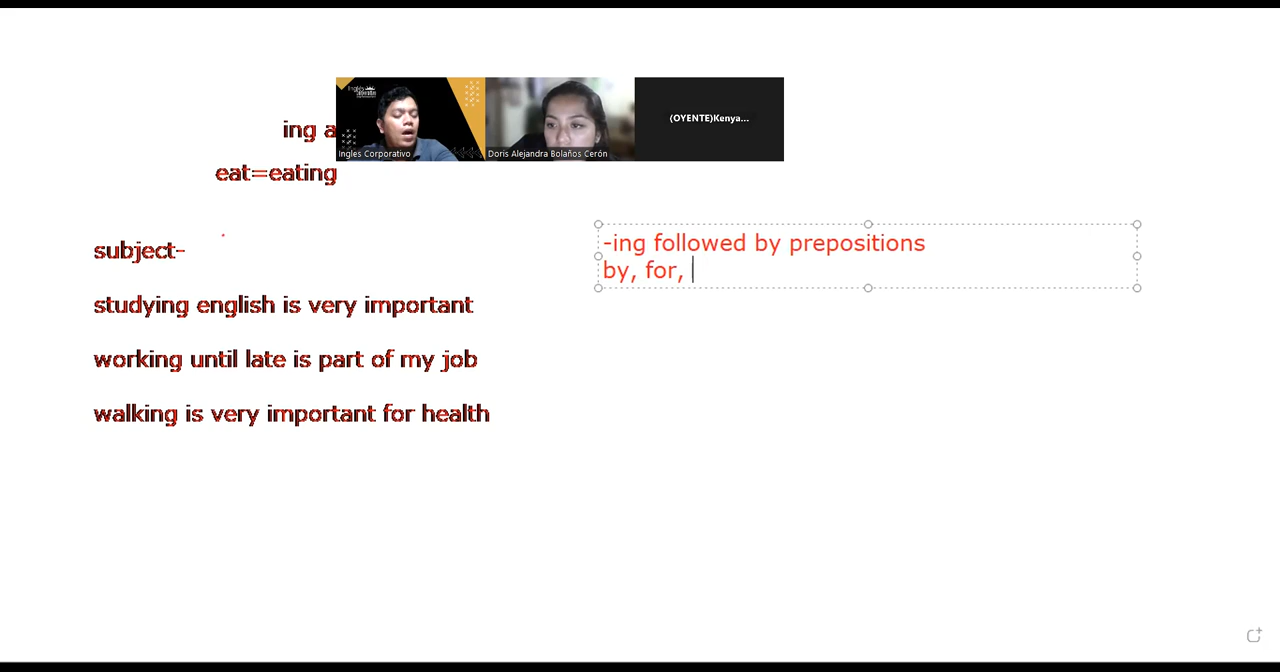 ing a
eat=eating
Ingles Corporativo
Doris Alejandra Bolaños Cerón
(OYENTE)Kenya...
subject-
studying english is very important
working until late is part of my job
walking is very important for health
-ing followed by prepositions
by, for,